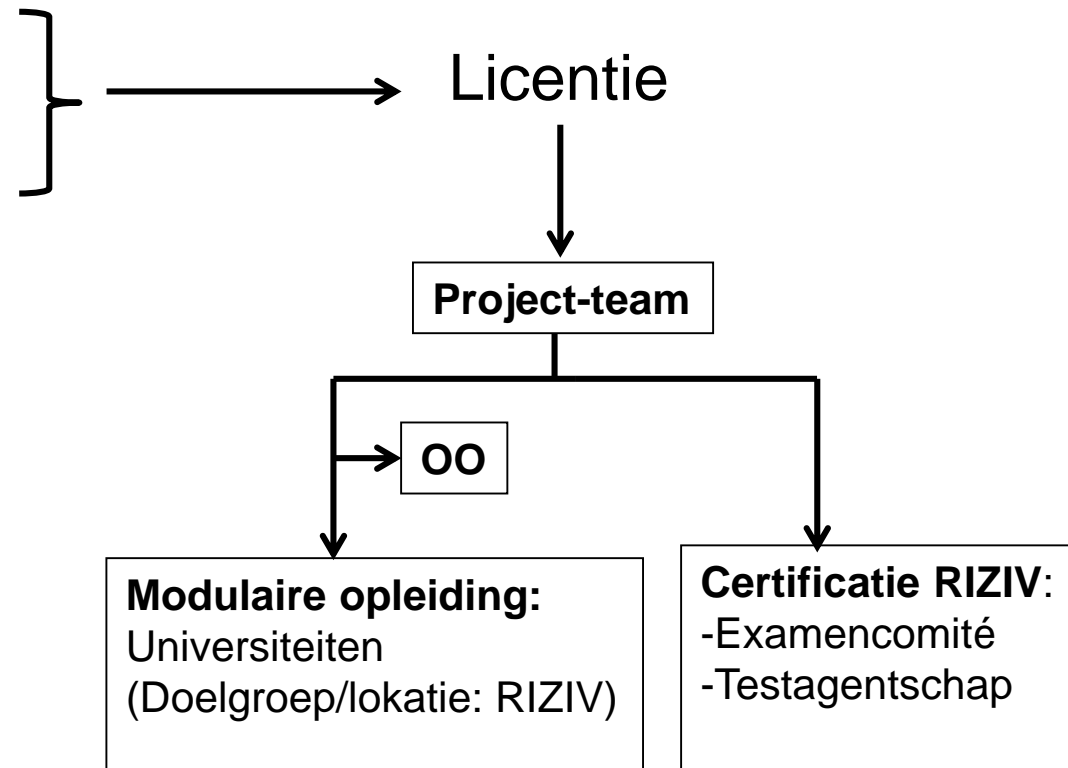 Licentie
Project-team
OO
Modulaire opleiding:
Universiteiten
(Doelgroep/lokatie: RIZIV)
Certificatie RIZIV:
-Examencomité
-Testagentschap